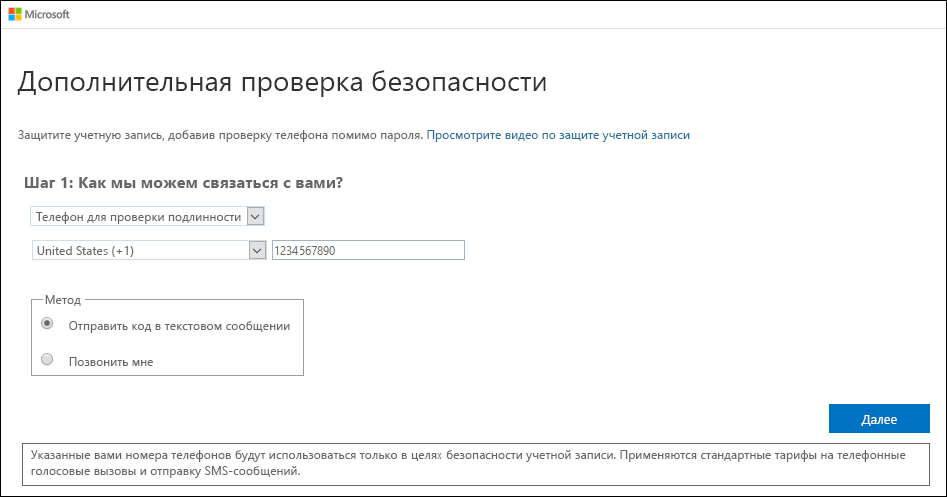 Microsoft
Дополнительная проверка безопасности
Защитите учетную запись, добавив проверку телефона помимо пароля. Просмотрите видео по защите учетной записи
Шаг 1: Как мы можем связаться с вами?
Телефон для проверки подлинности
United States (+1) 1234567890
Метод
Отправить код в текстовом сообщении
Позвонить мне
Далее
Указанные вами номера телефонов будут использоваться только в целях безопасности учетной записи. Применяются стандартные тарифы на телефонные
голосовые вызовы и отправку SMS-сообщений.